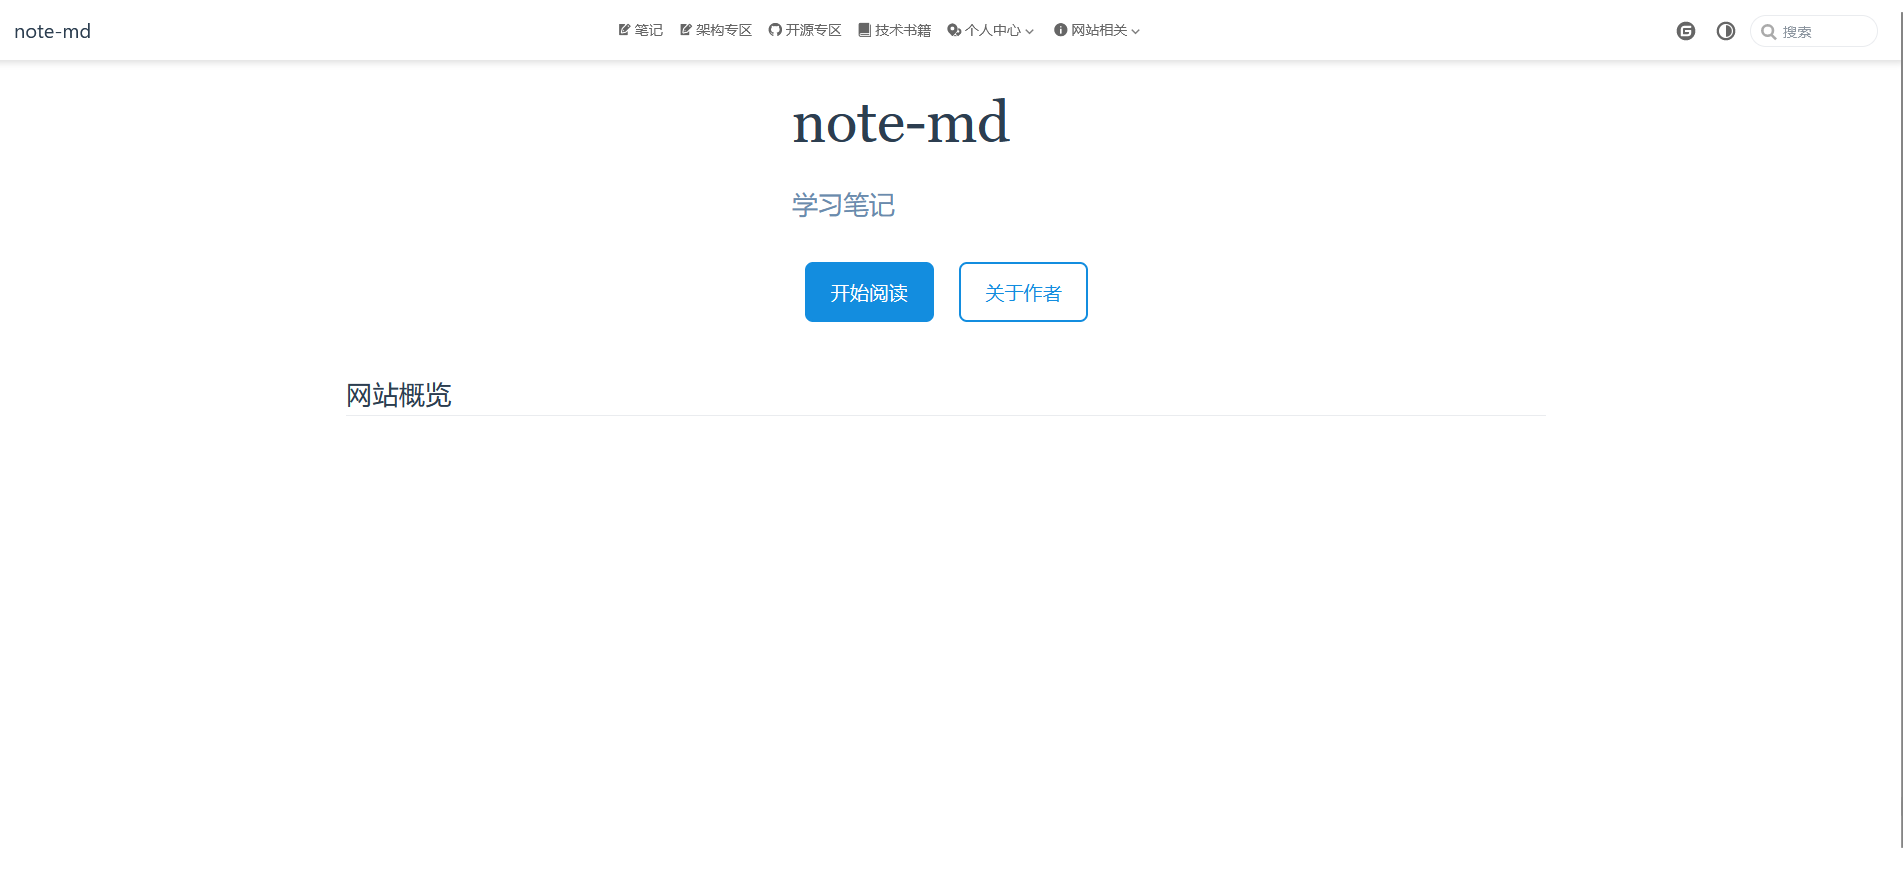 note-md 笔记 架构专区 开源专区 技术书籍 个人中心 网站相关 搜索
note-md
学习笔记
开始阅读 关于作者
网站概览